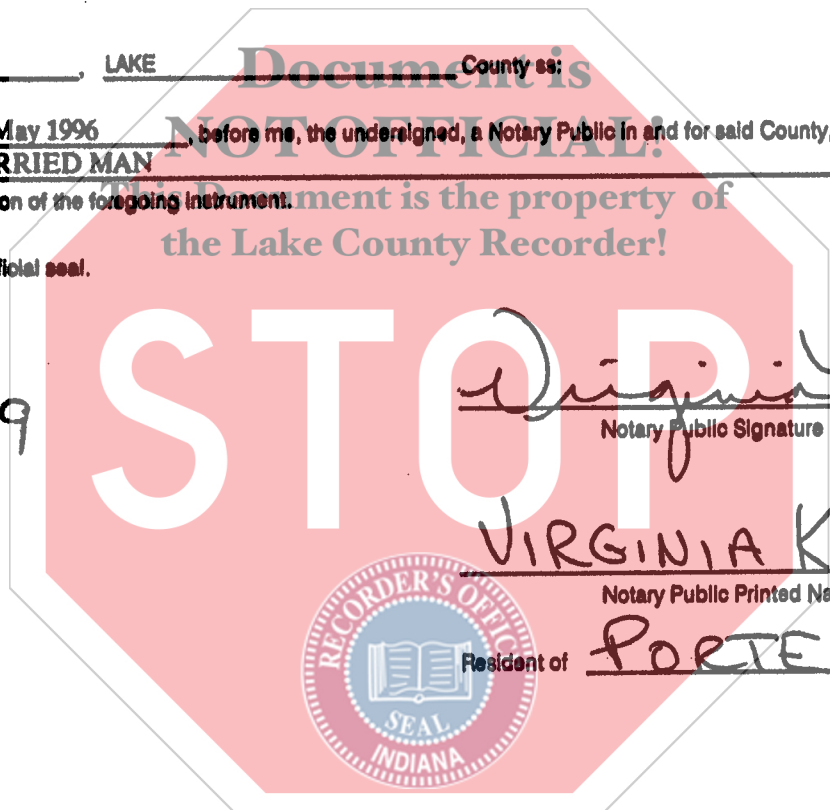 , LAKE County ss:
Document is
May 1996, before me, the undersigned, a Notary Public in and for said County,
NOT OFFICIAL!
RRIED MAN
This Document is the property of
on of the foregoing instrument.
the Lake County Recorder!
ficial seal.
STOP
9
Virginia
Notary Public Signature
VIRGINIA K
Notary Public Printed Na
RECORDER'S OFFICE
Resident of PORTE
SEAL
INDIANA